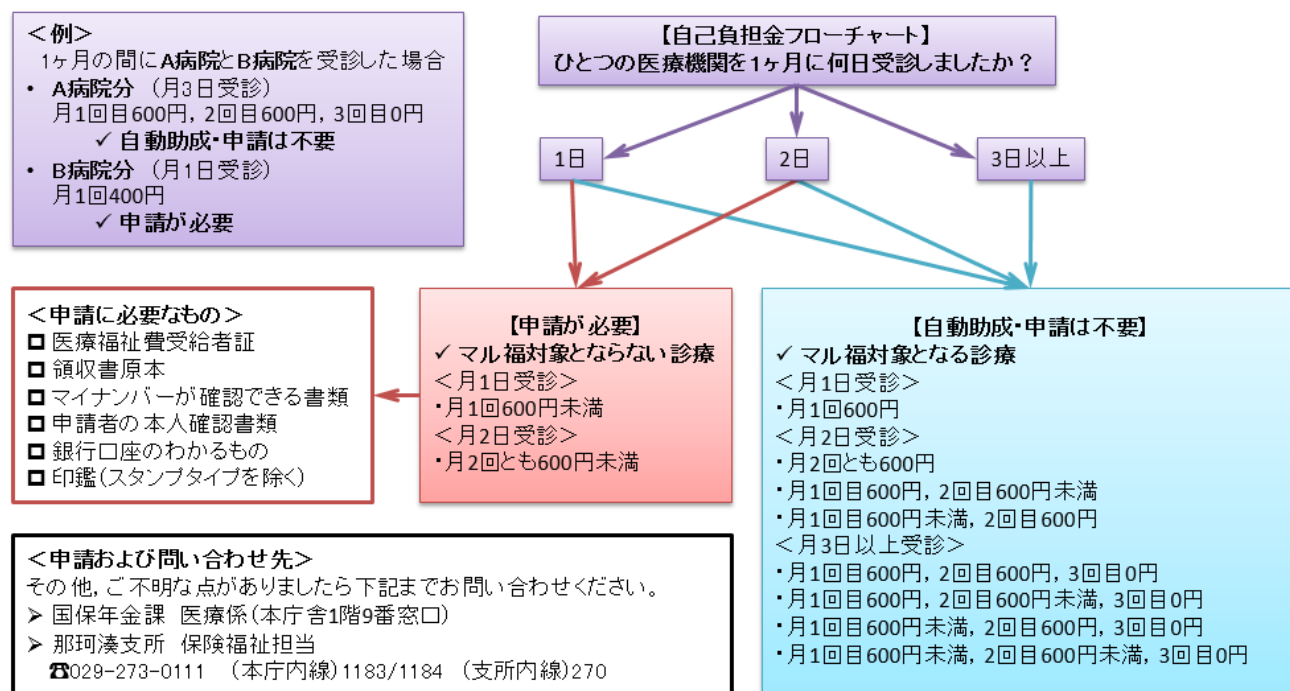 ＜例＞
1ヶ月の間にA病院とB病院を受診した場合
• A病院分 （月3日受診）
月1回目600円，2回目600円，3回目0円
✓ 自動助成・申請は不要
• B病院分 （月1日受診）
月1回400円
✓ 申請が必要
【自己負担金フローチャート】
ひとつの医療機関を1ヶ月に何日受診しましたか？
1日
2日
3日以上
＜申請に必要なもの＞
□ 医療福祉費受給者証
□ 領収書原本
□ マイナンバーが確認できる書類
□ 申請者の本人確認書類
□ 銀行口座のわかるもの
□ 印鑑（スタンプタイプを除く）
【申請が必要】
✓ マル福対象とならない診療
＜月1日受診＞
・月1回600円未満
＜月2日受診＞
・月2回とも600円未満
【自動助成・申請は不要】
✓ マル福対象となる診療
＜月1日受診＞
・月1回600円
＜月2日受診＞
・月2回とも600円
・月1回目600円，2回目600円未満
・月1回目600円未満，2回目600円
＜月3日以上受診＞
・月1回目600円，2回目600円，3回目0円
・月1回目600円，2回目600円未満，3回目0円
・月1回目600円未満，2回目600円，3回目0円
・月1回目600円未満，2回目600円未満，3回目0円
＜申請および問い合わせ先＞
その他，ご不明な点がありましたら下記までお問い合わせください。
➢ 国保年金課 医療係（本庁舎1階9番窓口）
➢ 那珂湊支所 保険福祉担当
☎029-273-0111 （本庁内線）1183/1184 （支所内線）270